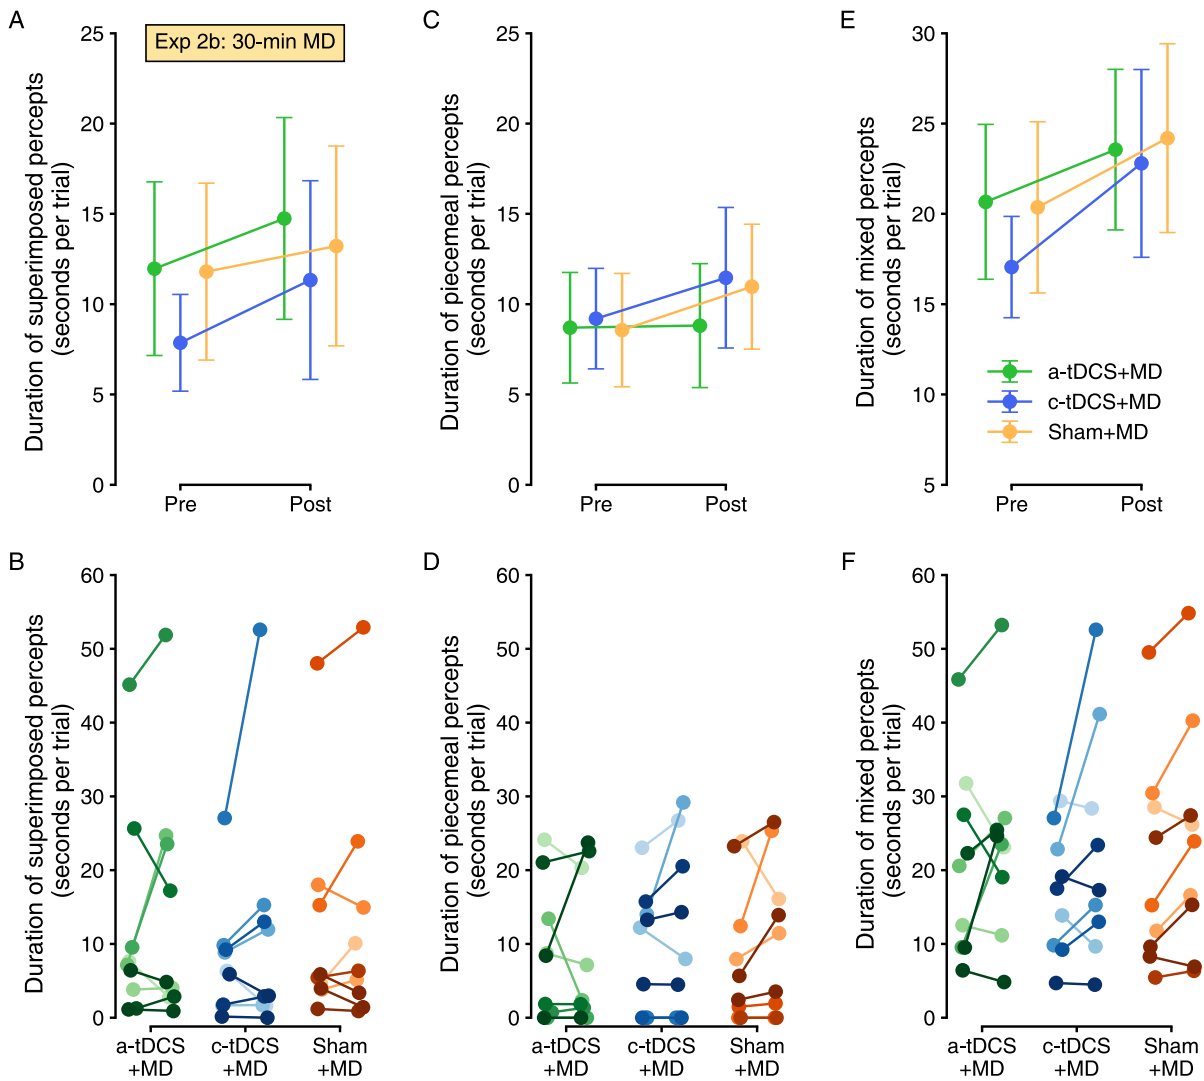 A
Exp 2b: 30-min MD
Duration of superimposed percepts
(seconds per trial)
25
20
15
10
5
0
Pre
Post
C
Duration of piecemeal percepts
(seconds per trial)
25
20
15
10
5
0
Pre
Post
E
Duration of mixed percepts
(seconds per trial)
30
25
20
15
10
5
a-tDCS+MD
c-tDCS+MD
Sham+MD
Pre
Post
B
Duration of superimposed percepts
(seconds per trial)
60
50
40
30
20
10
0
a-tDCS
+MD
c-tDCS
+MD
Sham
+MD
D
Duration of piecemeal percepts
(seconds per trial)
60
50
40
30
20
10
0
a-tDCS
+MD
c-tDCS
+MD
Sham
+MD
F
Duration of mixed percepts
(seconds per trial)
60
50
40
30
20
10
0
a-tDCS
+MD
c-tDCS
+MD
Sham
+MD